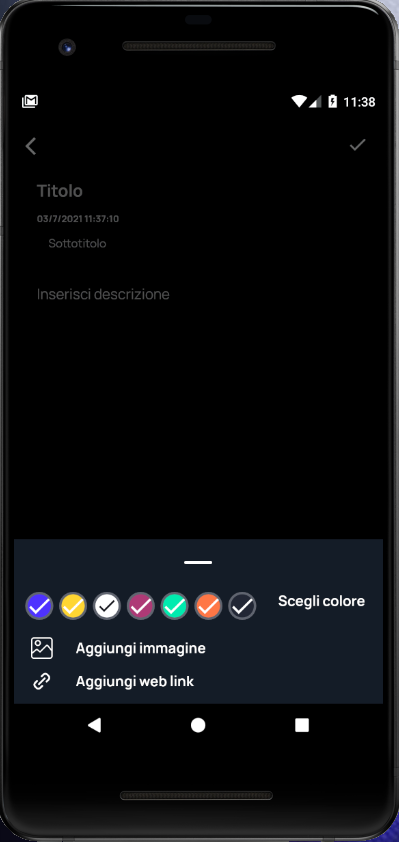 11:38
Titolo
03/7/2021 11:37:10
Sottotitolo
Inserisci descrizione
Scegli colore
Aggiungi immagine
Aggiungi web link